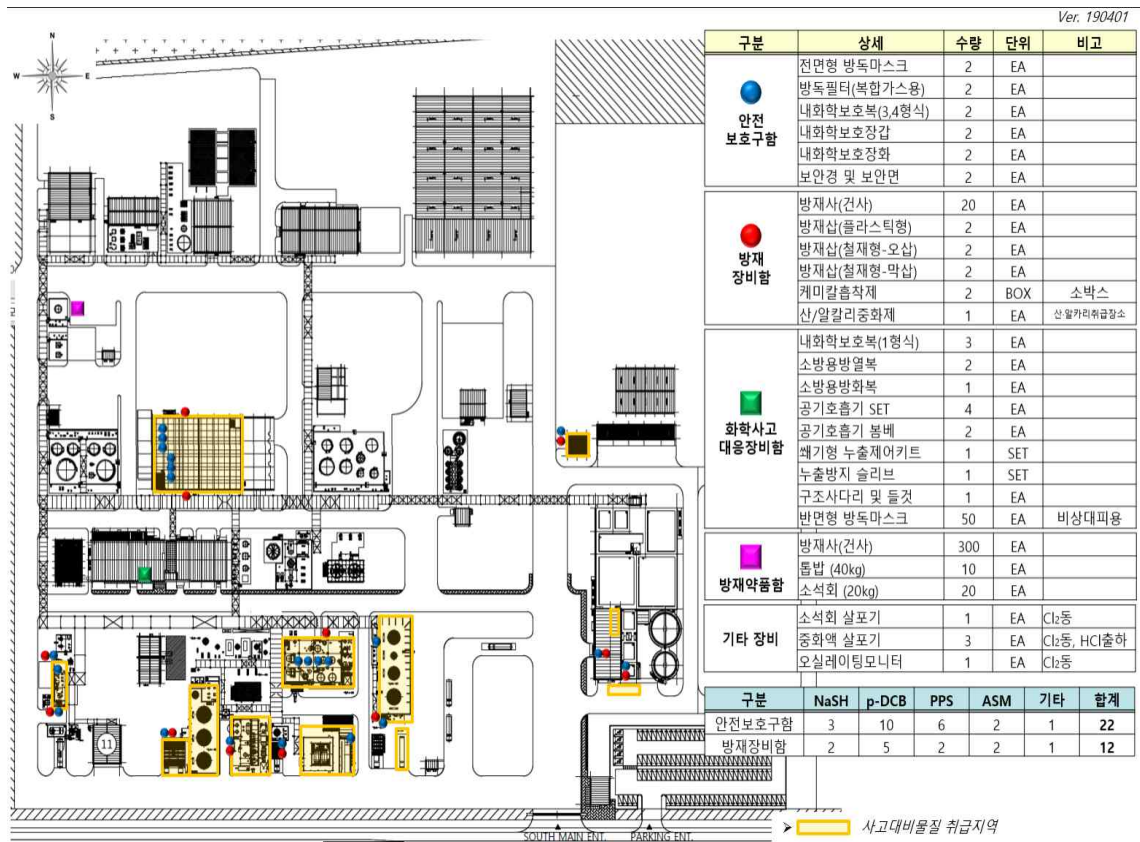 Ver. 190401
N
W
E
S
구분 상세 수량 단위 비고
안전
보호구함
전면형 방독마스크 2 EA
방독필터(복합가스용) 2 EA
내화학보호복(3,4형식) 2 EA
내화학보호장갑 2 EA
내화학보호장화 2 EA
보안경 및 보안면 2 EA
방재
장비함
방재사(건사) 20 EA
방재삽(플라스틱형) 2 EA
방재삽(철재형-오삽) 2 EA
방재삽(철재형-막삽) 2 EA
케미칼흡착제 2 BOX 소박스
산/알칼리중화제 1 EA 산·알카리취급장소
화학사고
대응장비함
내화학보호복(1형식) 3 EA
소방용방열복 2 EA
소방용방화복 1 EA
공기호흡기 SET 4 EA
공기호흡기 봄베 2 EA
쐐기형 누출제어키트 1 SET
누출방지 슬리브 1 SET
구조사다리 및 들것 1 EA
반면형 방독마스크 50 EA 비상대피용
방재약품함
방재사(건사) 300 EA
톱밥 (40kg) 10 EA
소석회 (20kg) 20 EA
기타 장비
소석회 살포기 1 EA Cl₂동
중화액 살포기 3 EA Cl₂동, HCl출하
오실레이팅모니터 1 EA Cl₂동
구분 NaSH p-DCB PPS ASM 기타 합계
안전보호구함 3 10 6 2 1 22
방재장비함 2 5 2 2 1 12
11
SOUTH MAIN ENT.
PARKING ENT.
사고대비물질 취급지역